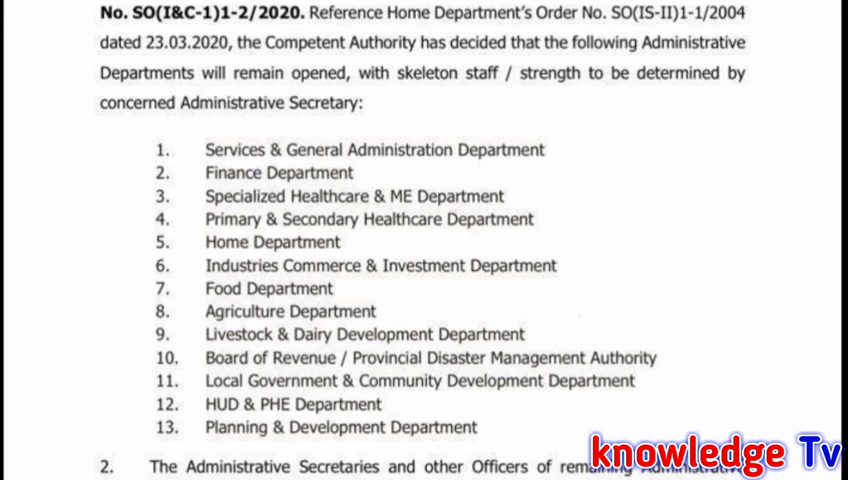 No. SO(I&C-1)1-2/2020. Reference Home Department's Order No. SO(IS-II)1-1/2004
dated 23.03.2020, the Competent Authority has decided that the following Administrative
Departments will remain opened, with skeleton staff / strength to be determined by
concerned Administrative Secretary:
1. Services & General Administration Department
2. Finance Department
3. Specialized Healthcare & ME Department
4. Primary & Secondary Healthcare Department
5. Home Department
6. Industries Commerce & Investment Department
7. Food Department
8. Agriculture Department
9. Livestock & Dairy Development Department
10. Board of Revenue / Provincial Disaster Management Authority
11. Local Government & Community Development Department
12. HUD & PHE Department
13. Planning & Development Department
2. The Administrative Secretaries and other Officers of
knowledge Tv